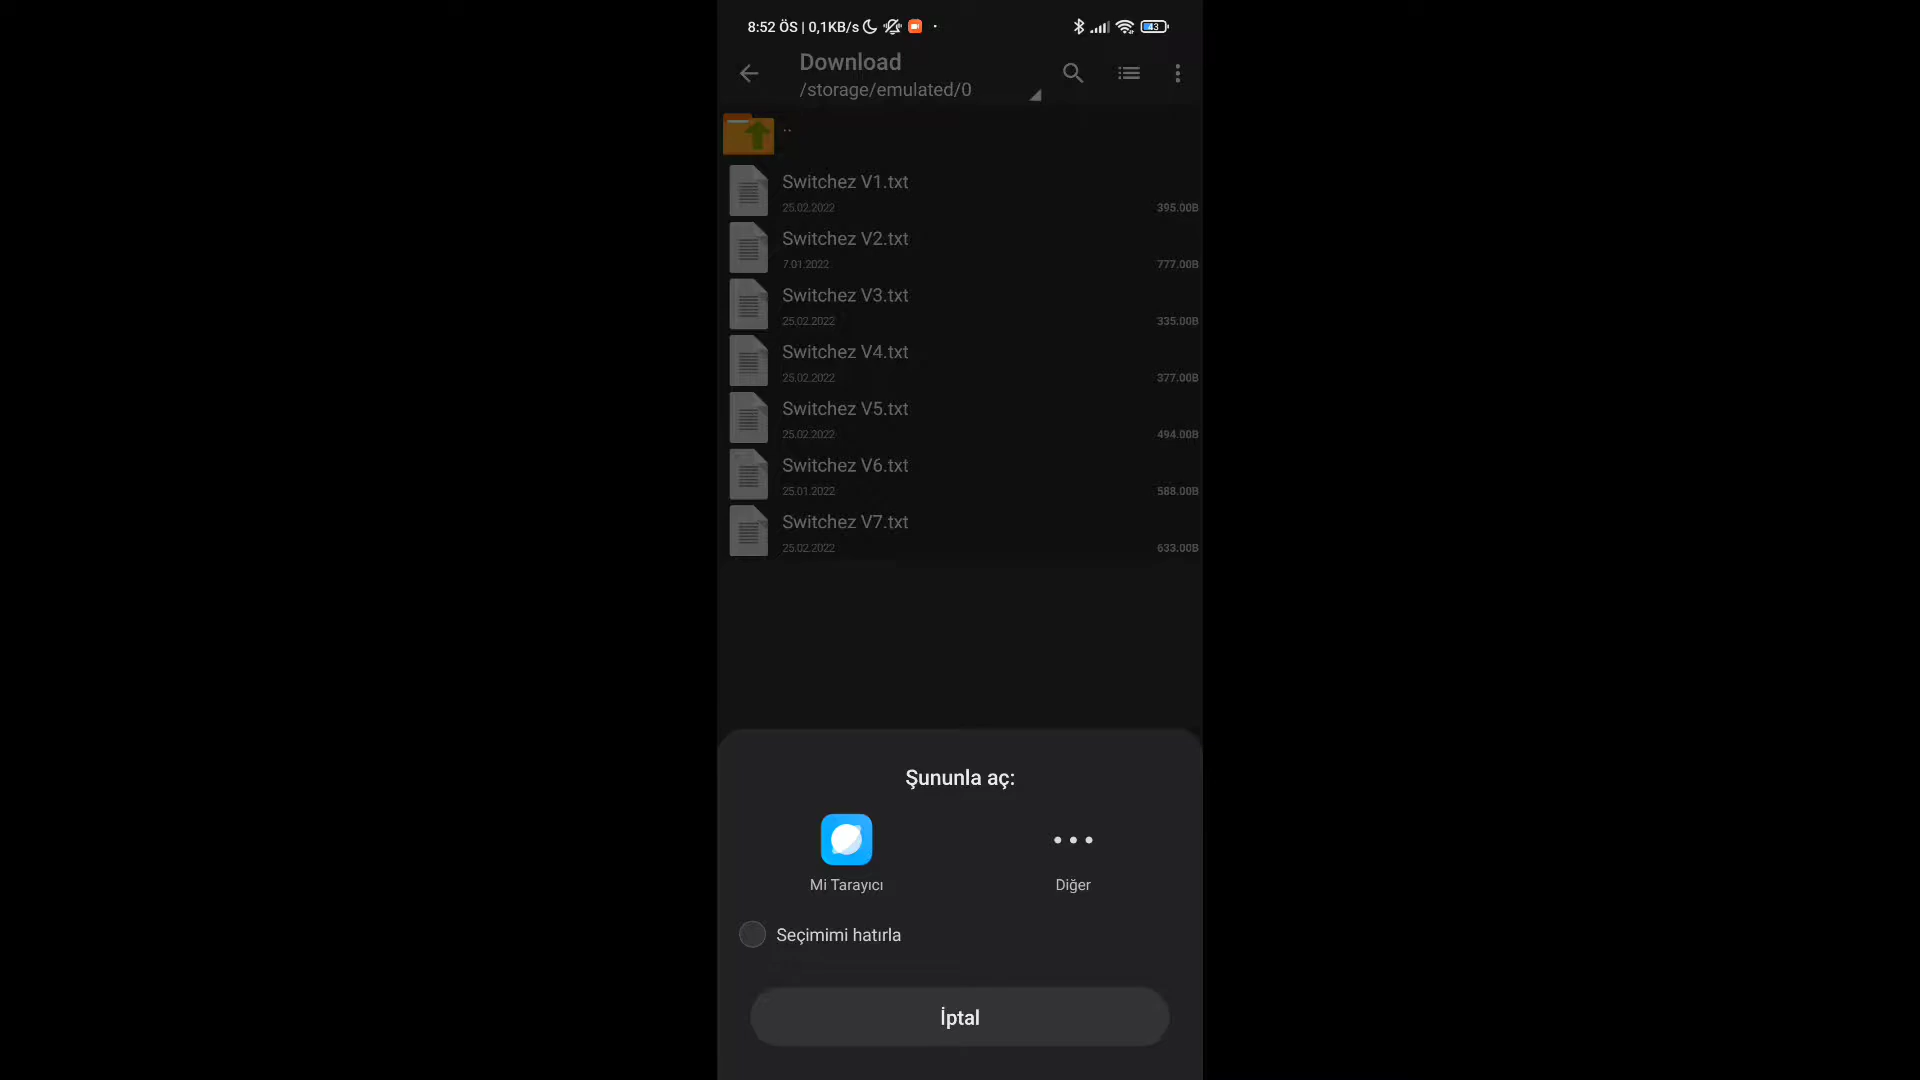 8:52 ÖS | 0,1KB/s
43
Download
/storage/emulated/0
..
Switchez V1.txt
25.02.2022 395.00B
Switchez V2.txt
7.01.2022 777.00B
Switchez V3.txt
25.02.2022 335.00B
Switchez V4.txt
25.02.2022 377.00B
Switchez V5.txt
25.02.2022 494.00B
Switchez V6.txt
25.01.2022 588.00B
Switchez V7.txt
25.02.2022 633.00B
Şununla aç:
Mi Tarayıcı Diğer
Seçimimi hatırla
İptal